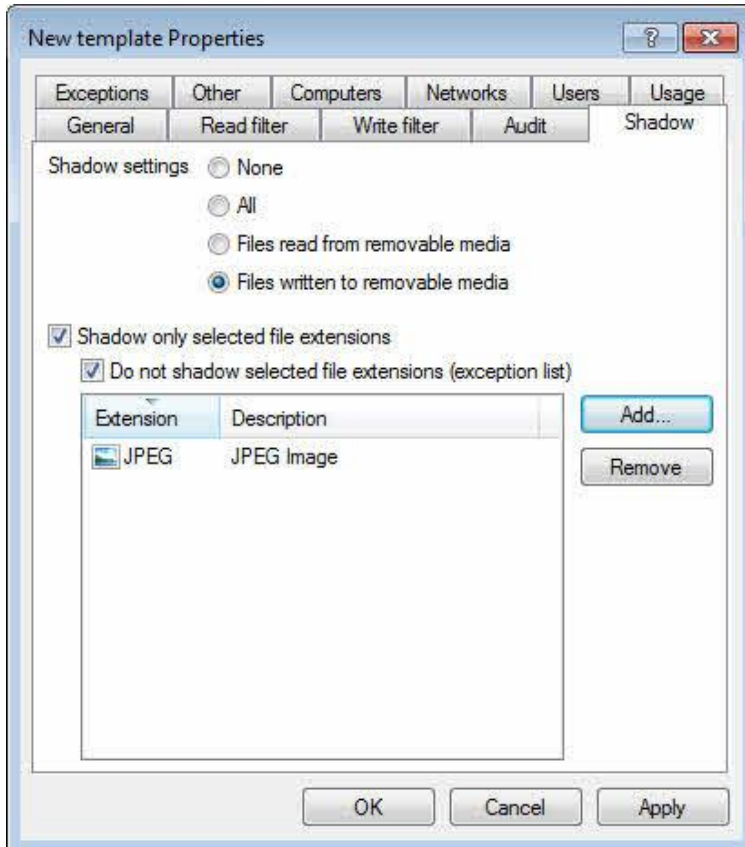 New template Properties
Exceptions Other Computers Networks Users Usage
General Read filter Write filter Audit Shadow
Shadow settings None
All
Files read from removable media
Files written to removable media
Shadow only selected file extensions
Do not shadow selected file extensions (exception list)
Extension Description Add...
JPEG JPEG Image
Remove
OK Cancel Apply